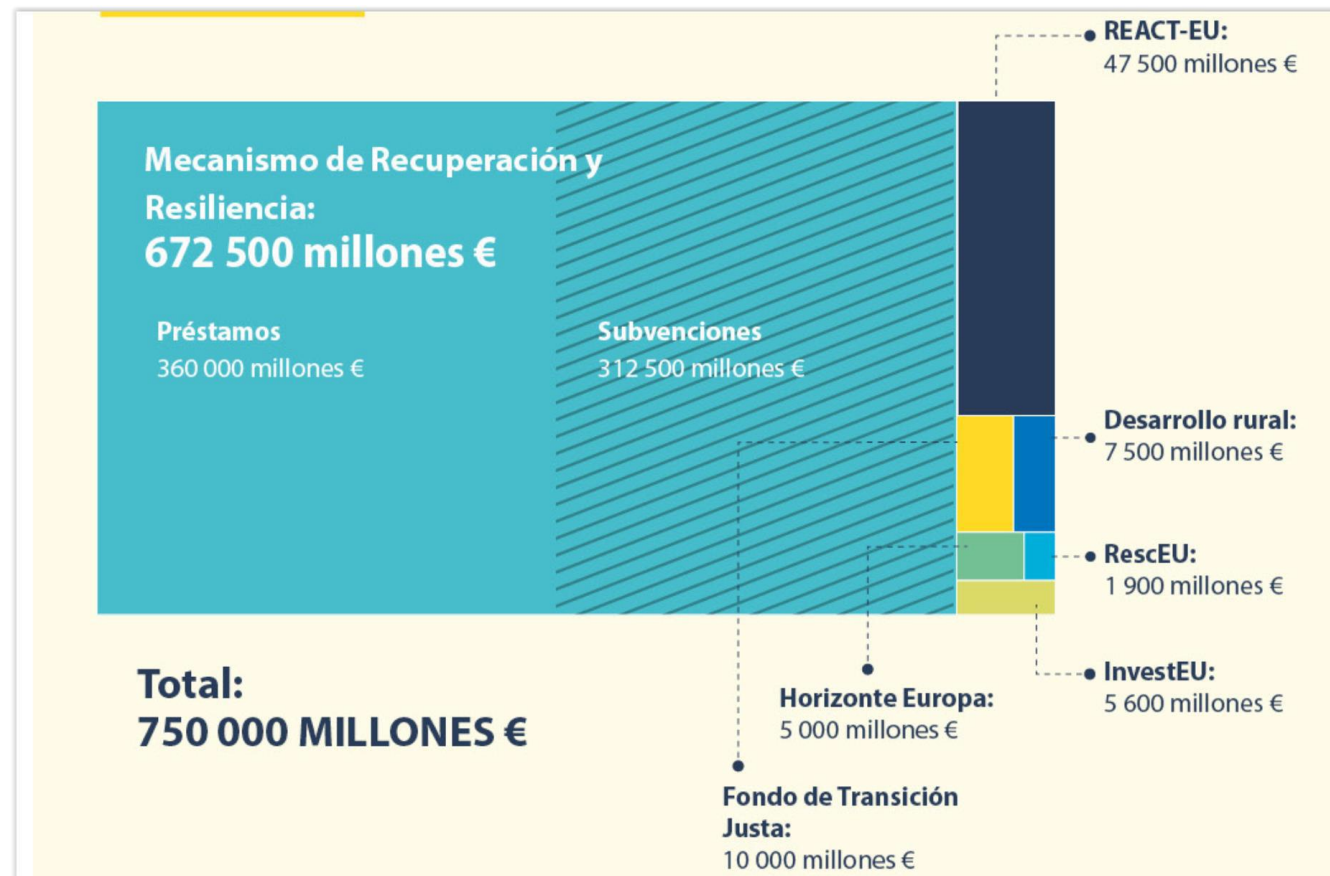 REACT-EU:
47 500 millones €
Mecanismo de Recuperación y
Resiliencia:
672 500 millones €
Préstamos
360 000 millones €
Subvenciones
312 500 millones €
Desarrollo rural:
7 500 millones €
RescEU:
1 900 millones €
InvestEU:
5 600 millones €
Total:
750 000 MILLONES €
Horizonte Europa:
5 000 millones €
Fondo de Transición
Justa:
10 000 millones €